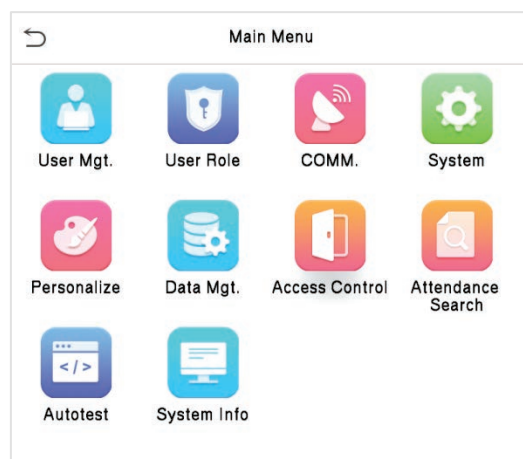 Main Menu
User Mgt.
User Role
COMM.
System
Personalize
Data Mgt.
Access Control
Attendance
Search
</>
Autotest
System Info